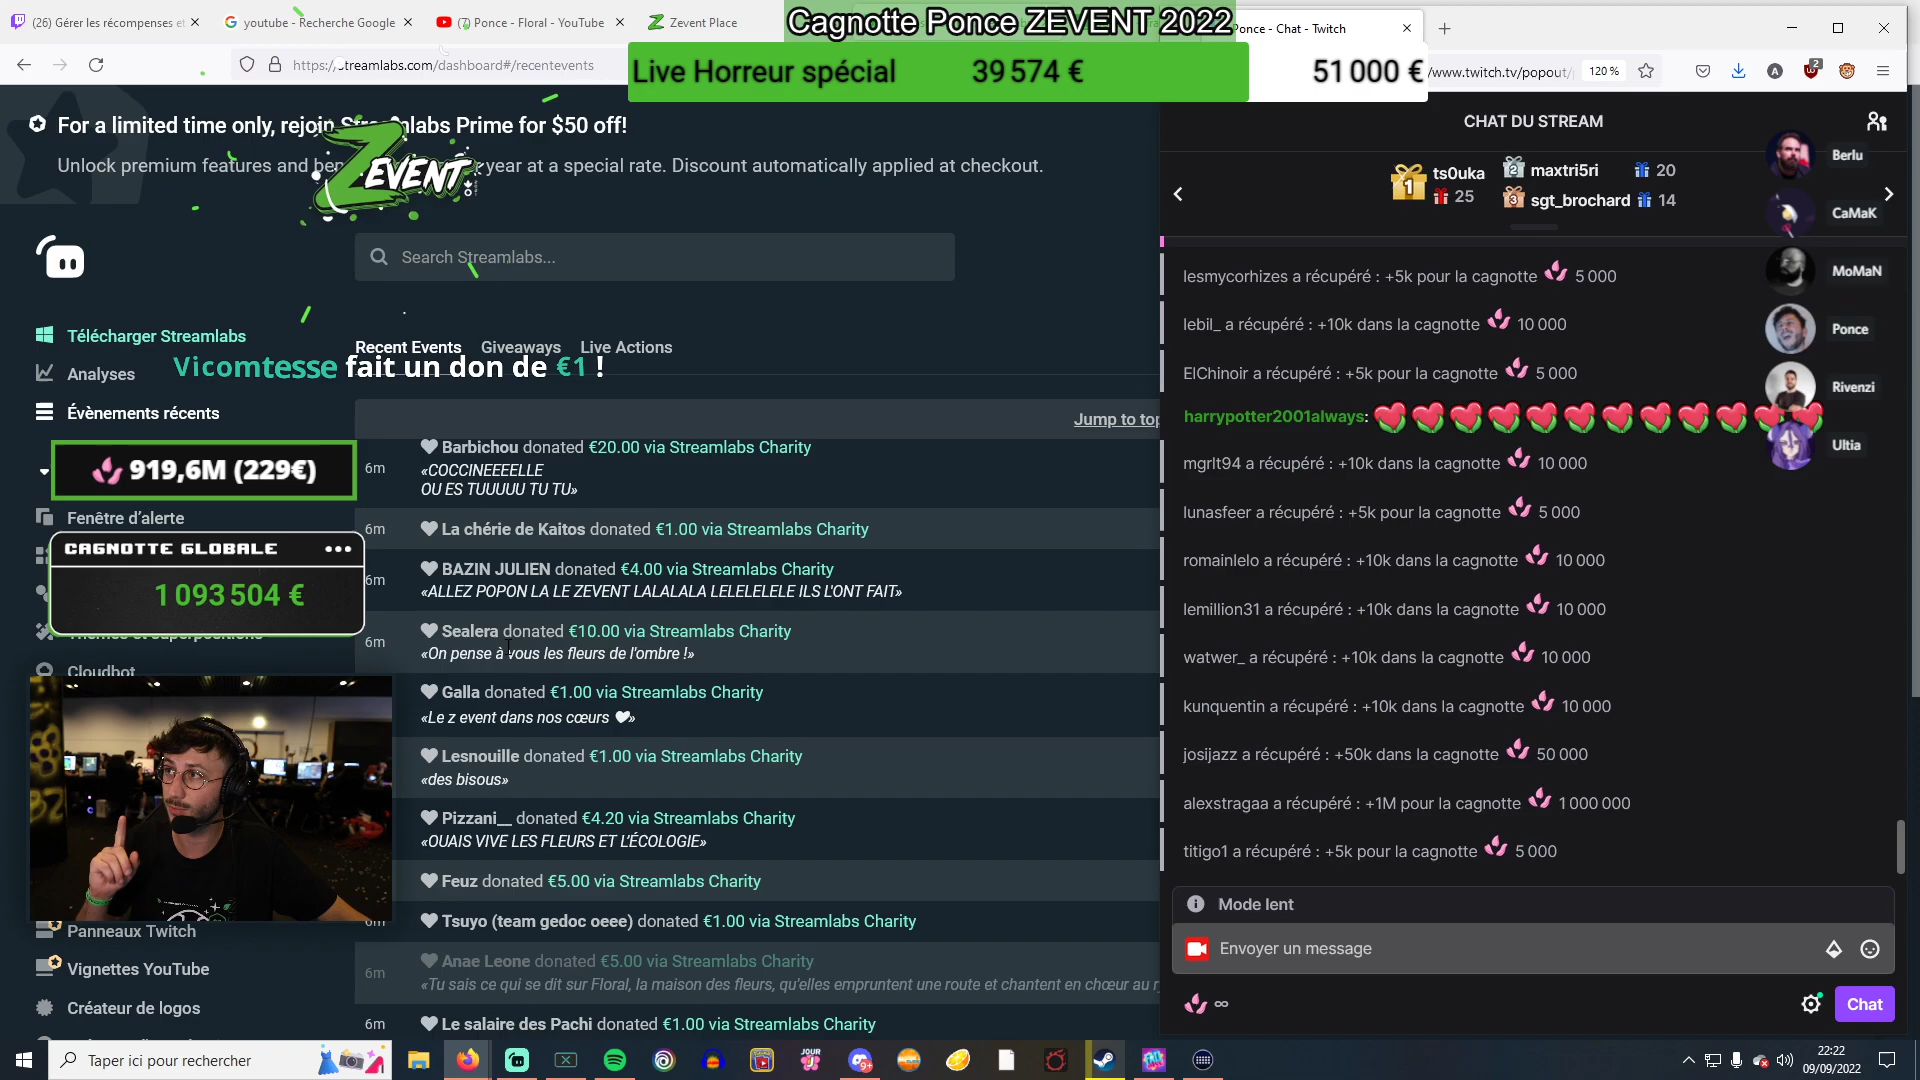 (26) Gérer les récompenses et
youtube - Recherche Google
(7) Ponce - Floral - YouTube
Zevent Place
Cagnotte Ponce ZEVENT 2022
Ponce - Chat - Twitch
https://streamlabs.com/dashboard#/recentevents
Live Horreur spécial 39 574 € 51 000 €
/www.twitch.tv/popout/
120 %
2
For a limited time only, rejoin Streamlabs Prime for $50 off!
year at a special rate. Discount automatically applied at checkout.
Unlock premium features and
ZEVENT
Search Streamlabs...
Télécharger Streamlabs
Recent Events
Giveaways
Live Actions
Vicomtesse fait un don de €1 !
Analyses
Évènements récents
Jump to top
919,6M (229€)
Fenêtre d'alerte
CAGNOTTE GLOBALE
1 093 504 €
Thèmes et superpositions
Cloudbot
6m
Barbichou donated €20.00 via Streamlabs Charity
«COCCINEEEELLE
OU ES TUUUUU TU TU»
6m
La chérie de Kaitos donated €1.00 via Streamlabs Charity
6m
BAZIN JULIEN donated €4.00 via Streamlabs Charity
«ALLEZ POPON LA LE ZEVENT LALALALA LELELELELE ILS L'ONT FAIT»
6m
Sealera donated €10.00 via Streamlabs Charity
«On pense à vous les fleurs de l'ombre !»
Galla donated €1.00 via Streamlabs Charity
«Le z event dans nos cœurs 🤍»
Lesnouille donated €1.00 via Streamlabs Charity
«des bisous»
Pizzani__ donated €4.20 via Streamlabs Charity
«OUAIS VIVE LES FLEURS ET L'ÉCOLOGIE»
Feuz donated €5.00 via Streamlabs Charity
6m
Tsuyo (team gedoc oeee) donated €1.00 via Streamlabs Charity
6m
Anae Leone donated €5.00 via Streamlabs Charity
«Tu sais ce qui se dit sur Floral, la maison des fleurs, qu'elles empruntent une route et chantent en chœur au
6m
Le salaire des Pachi donated €1.00 via Streamlabs Charity
Panneaux Twitch
Vignettes YouTube
Créateur de logos
CHAT DU STREAM
1 ts0uka 25
2 maxtri5ri 20
3 sgt_brochard 14
Berlu
CaMaK
MoMaN
Ponce
Rivenzi
Ultia
lesmycorhizes a récupéré : +5k pour la cagnotte 5 000
lebil_ a récupéré : +10k dans la cagnotte 10 000
ElChinoir a récupéré : +5k pour la cagnotte 5 000
harrypotter2001always:
mgrlt94 a récupéré : +10k dans la cagnotte 10 000
lunasfeer a récupéré : +5k pour la cagnotte 5 000
romainlelo a récupéré : +10k dans la cagnotte 10 000
lemillion31 a récupéré : +10k dans la cagnotte 10 000
watwer_ a récupéré : +10k dans la cagnotte 10 000
kunquentin a récupéré : +10k dans la cagnotte 10 000
josijazz a récupéré : +50k dans la cagnotte 50 000
alexstragaa a récupéré : +1M pour la cagnotte 1 000 000
titigo1 a récupéré : +5k pour la cagnotte 5 000
Mode lent
Envoyer un message
∞
Chat
Taper ici pour rechercher
JOUR
9+
FALL
22:22
09/09/2022